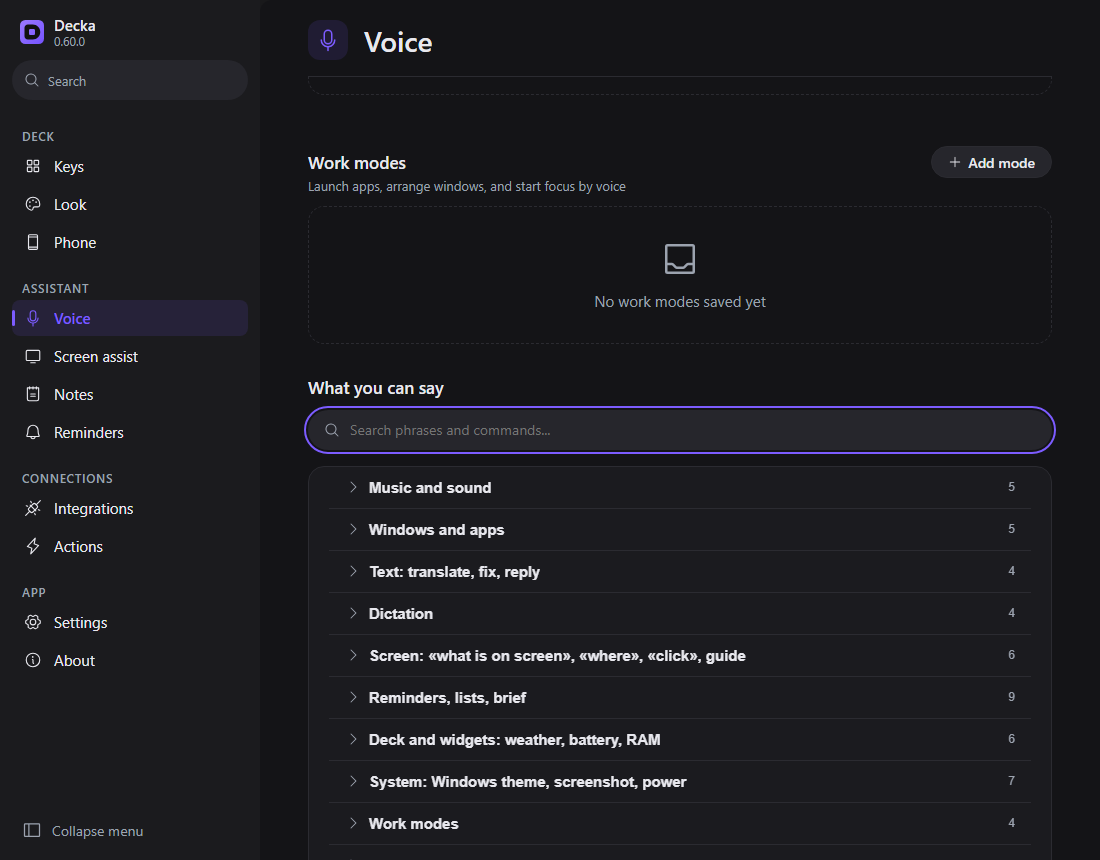 Decka
0.60.0
Search
DECK
Keys
Look
Phone
ASSISTANT
Voice
Screen assist
Notes
Reminders
CONNECTIONS
Integrations
Actions
APP
Settings
About
Collapse menu
Voice
Work modes
Add mode
Launch apps, arrange windows, and start focus by voice
No work modes saved yet
What you can say
Search phrases and commands...
Music and sound 5
Windows and apps 5
Text: translate, fix, reply 4
Dictation 4
Screen: «what is on screen», «where», «click», guide 6
Reminders, lists, brief 9
Deck and widgets: weather, battery, RAM 6
System: Windows theme, screenshot, power 7
Work modes 4